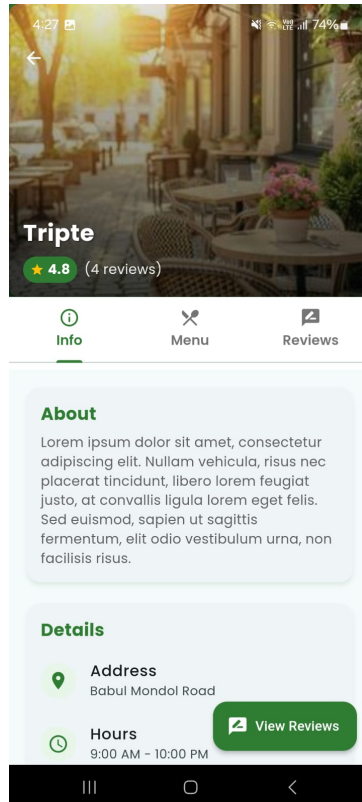 4:27
Vo)) LTE 74%
Tripte
4.8 (4 reviews)
Info Menu Reviews
About
Lorem ipsum dolor sit amet, consectetur
adipiscing elit. Nullam vehicula, risus nec
placerat tincidunt, libero lorem feugiat
justo, at convallis ligula lorem eget felis.
Sed euismod, sapien ut sagittis
fermentum, elit odio vestibulum urna, non
facilisis risus.
Details
Address
Babul Mondol Road
Hours
9:00 AM - 10:00 PM
View Reviews